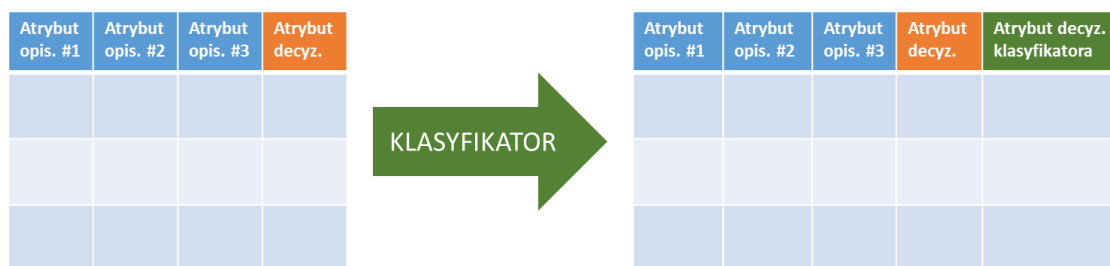 Atrybut opis. #1
Atrybut opis. #2
Atrybut opis. #3
Atrybut decyz.
KLASYFIKATOR
Atrybut opis. #1
Atrybut opis. #2
Atrybut opis. #3
Atrybut decyz.
Atrybut decyz. klasyfikatora